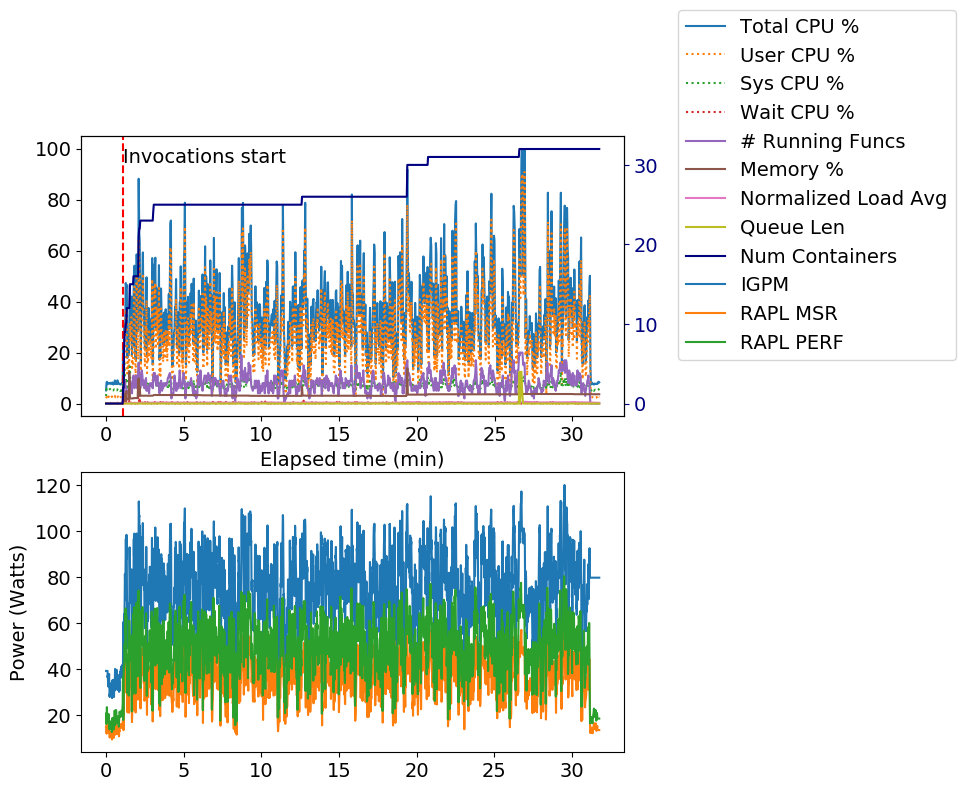 Total CPU %
User CPU %
Sys CPU %
Wait CPU %
# Running Funcs
Memory %
Normalized Load Avg
Queue Len
Num Containers
IGPM
RAPL MSR
RAPL PERF
Invocations start
100
80
60
40
20
0
30
20
10
0
0 5 10 15 20 25 30
Elapsed time (min)
Power (Watts)
120
100
80
60
40
20
0 5 10 15 20 25 30